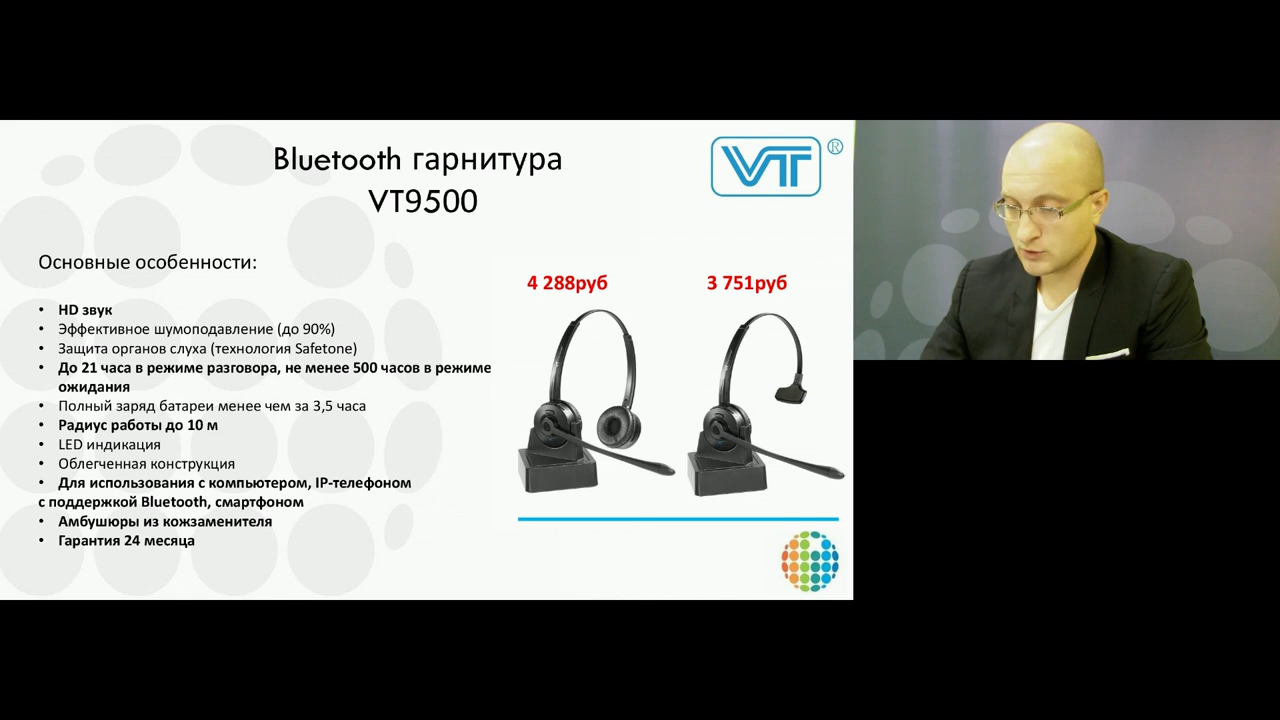 Bluetooth гарнитура
VT9500
VT®
Основные особенности:
4 288руб
3 751руб
• HD звук
• Эффективное шумоподавление (до 90%)
• Защита органов слуха (технология Safetone)
• До 21 часа в режиме разговора, не менее 500 часов в режиме
ожидания
• Полный заряд батареи менее чем за 3,5 часа
• Радиус работы до 10 м
• LED индикация
• Облегченная конструкция
• Для использования с компьютером, IP-телефоном
с поддержкой Bluetooth, смартфоном
• Амбушюры из кожзаменителя
• Гарантия 24 месяца